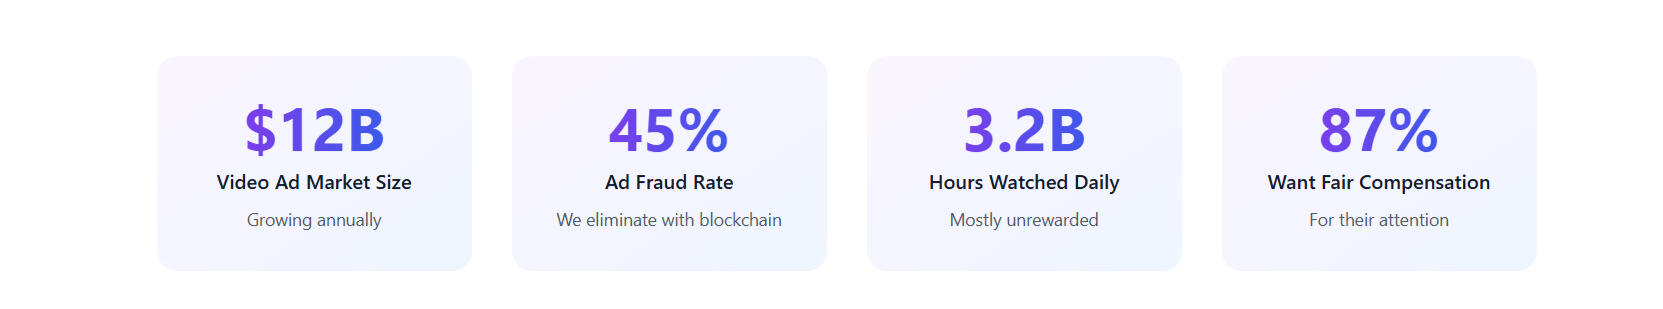 $12B
Video Ad Market Size
Growing annually
45%
Ad Fraud Rate
We eliminate with blockchain
3.2B
Hours Watched Daily
Mostly unrewarded
87%
Want Fair Compensation
For their attention